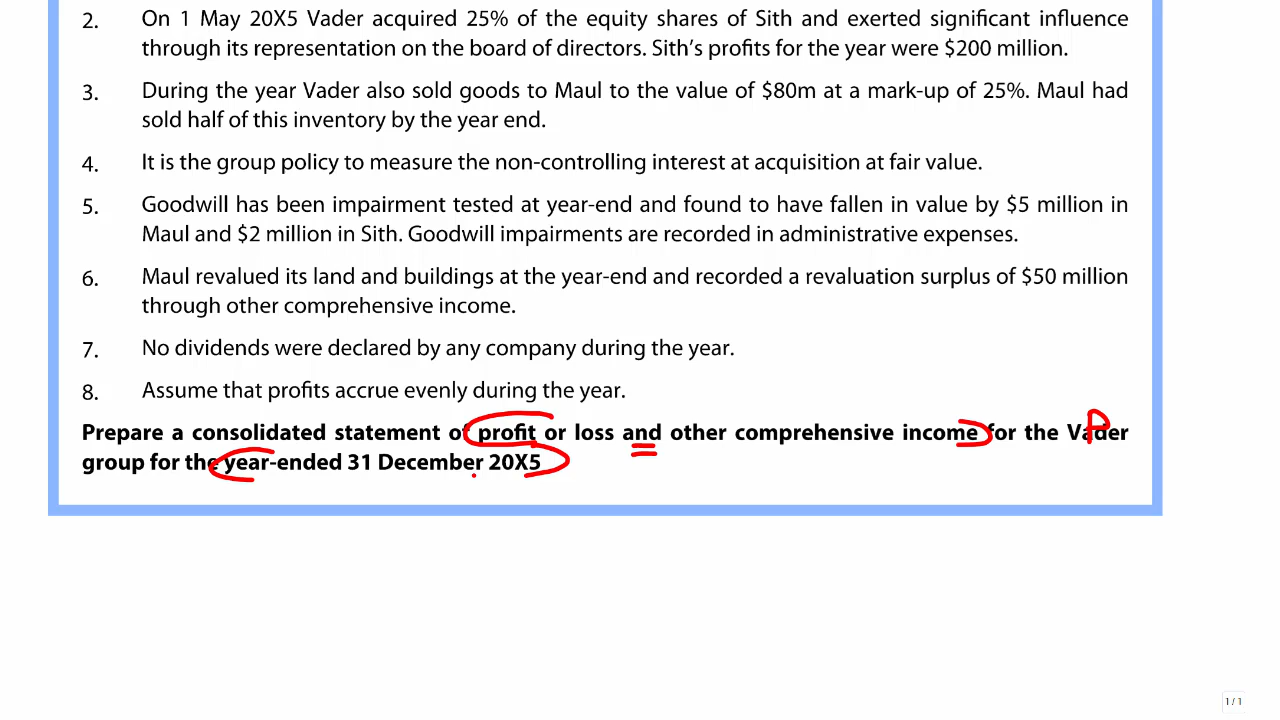 2. On 1 May 20X5 Vader acquired 25% of the equity shares of Sith and exerted significant influence
through its representation on the board of directors. Sith’s profits for the year were $200 million.
3. During the year Vader also sold goods to Maul to the value of $80m at a mark-up of 25%. Maul had
sold half of this inventory by the year end.
4. It is the group policy to measure the non-controlling interest at acquisition at fair value.
5. Goodwill has been impairment tested at year-end and found to have fallen in value by $5 million in
Maul and $2 million in Sith. Goodwill impairments are recorded in administrative expenses.
6. Maul revalued its land and buildings at the year-end and recorded a revaluation surplus of $50 million
through other comprehensive income.
7. No dividends were declared by any company during the year.
8. Assume that profits accrue evenly during the year.
P
Prepare a consolidated statement of profit or loss and other comprehensive income for the Vader
group for the year-ended 31 December 20X5
1 / 1